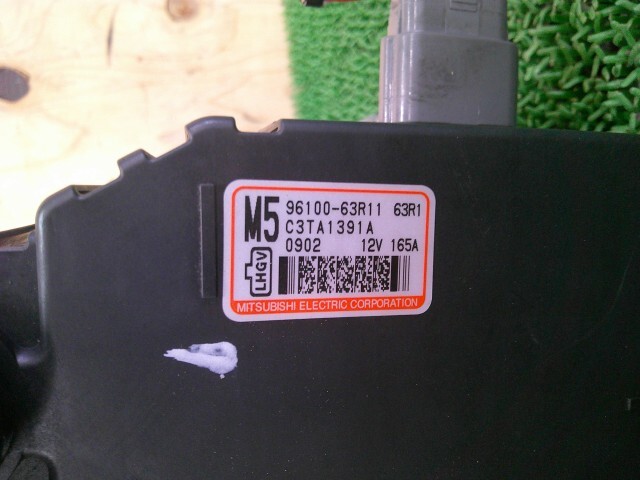 M5 96100-63R11 63R1
C3TA1391A
0902 12V 165A
LHGV
MITSUBISHI ELECTRIC CORPORATION